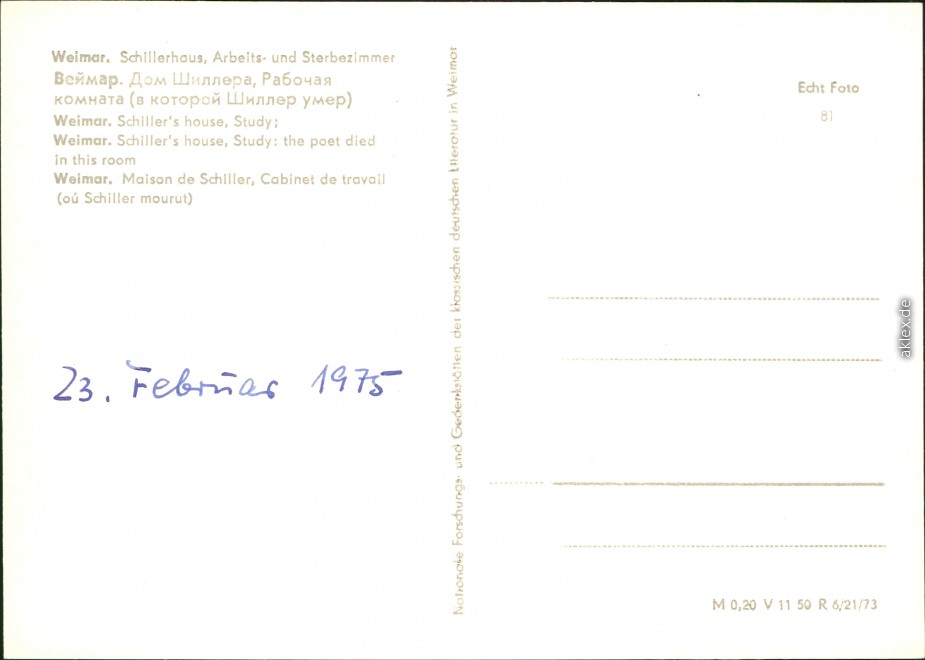 Weimar. Schillerhaus, Arbeits- und Sterbezimmer
Веймар. Дом Шиллера, Рабочая
комната (в которой Шиллер умер)
Weimar. Schiller's house, Study;
Weimar. Schiller's house, Study: the poet died
in this room
Weimar. Maison de Schiller, Cabinet de travail
(oú Schiller mourut)
23. Februar 1975
Nationale Forschungs- und Gedenkstätten der klassischen deutschen Literatur in Weimar
Echt Foto
81
M 0,20 V 11 50 R 6/21/73
aklex.de